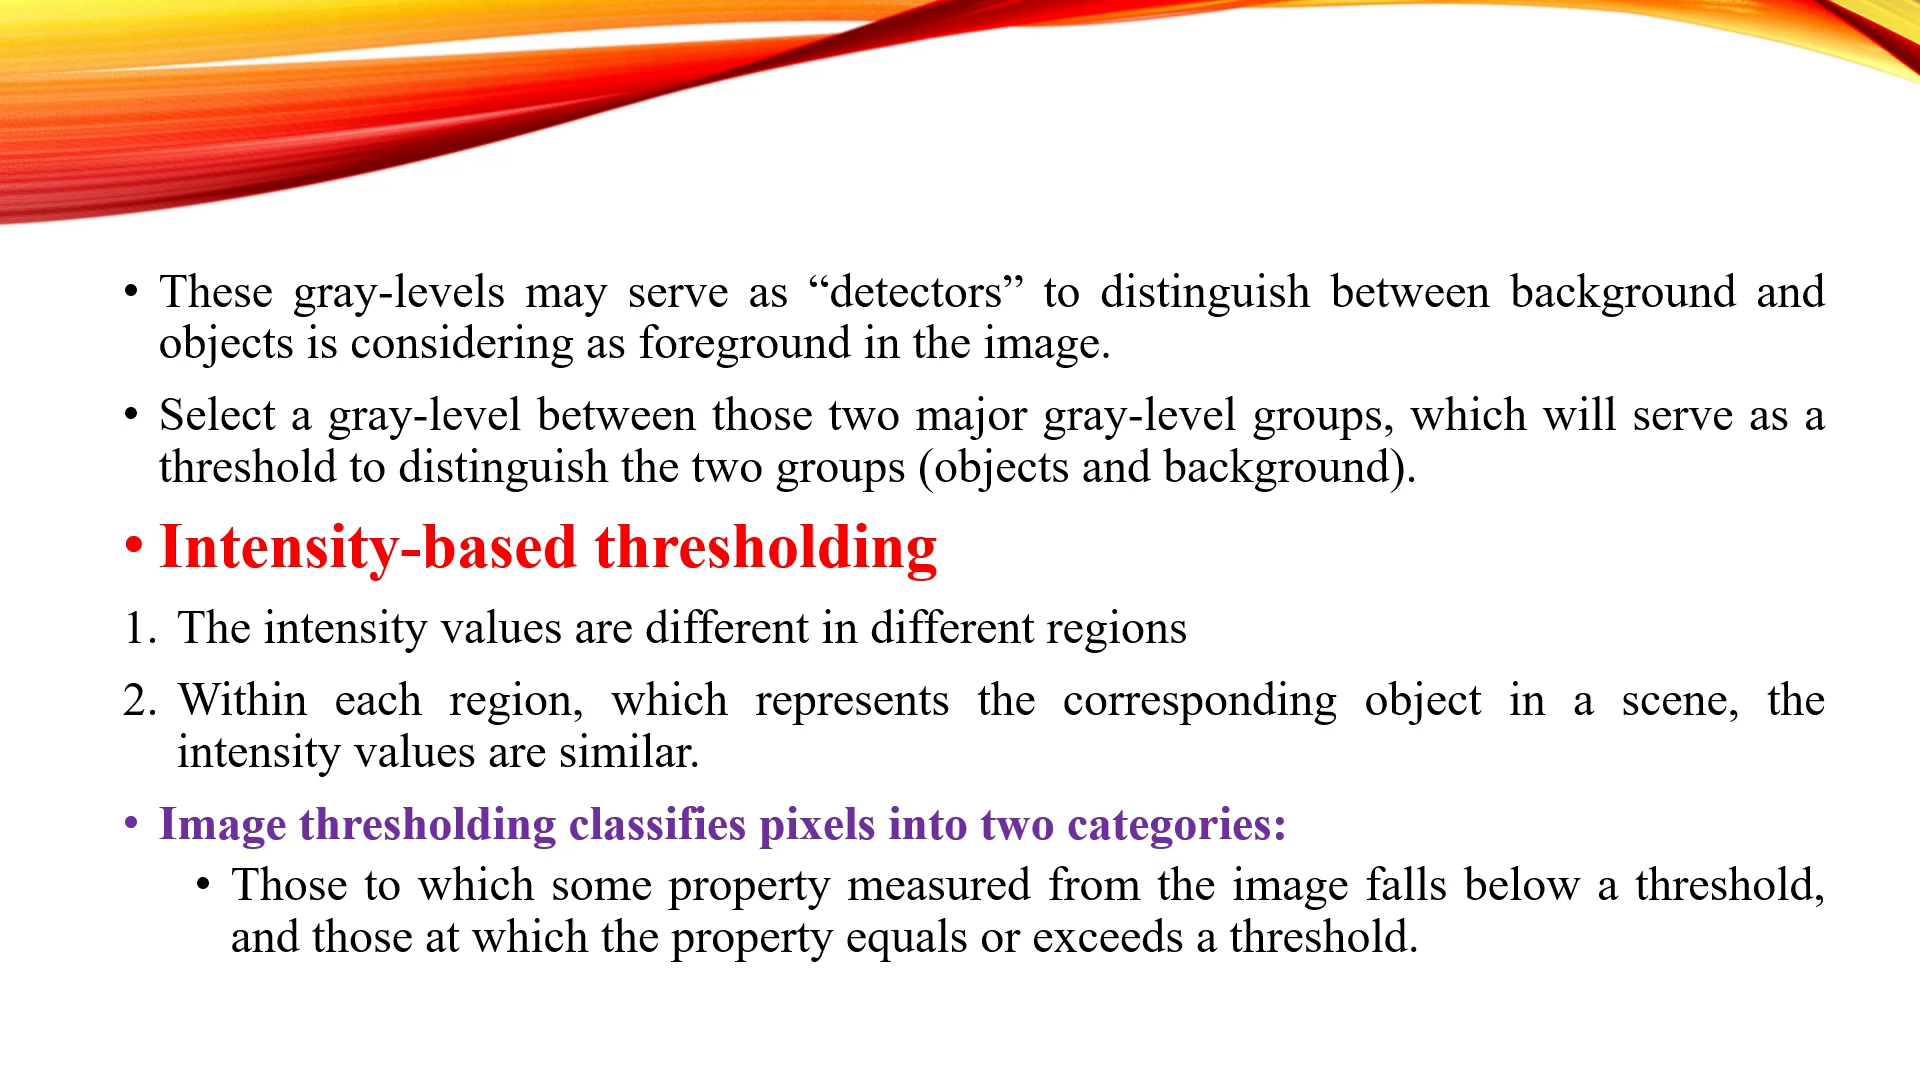 • These gray-levels may serve as “detectors” to distinguish between background and
objects is considering as foreground in the image.
• Select a gray-level between those two major gray-level groups, which will serve as a
threshold to distinguish the two groups (objects and background).
• Intensity-based thresholding
1. The intensity values are different in different regions
2. Within each region, which represents the corresponding object in a scene, the
intensity values are similar.
• Image thresholding classifies pixels into two categories:
• Those to which some property measured from the image falls below a threshold,
and those at which the property equals or exceeds a threshold.